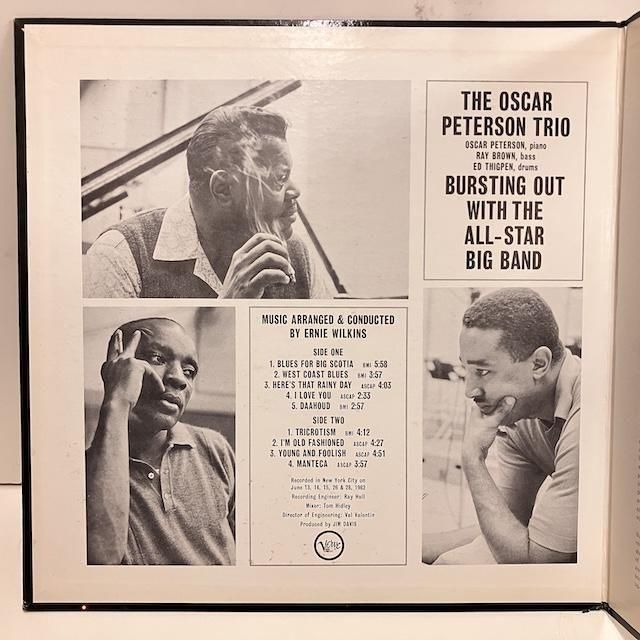 THE OSCAR
PETERSON TRIO
OSCAR PETERSON, piano
RAY BROWN, bass
ED THIGPEN, drums
BURSTING OUT
WITH THE
ALL-STAR
BIG BAND
MUSIC ARRANGED & CONDUCTED
BY ERNIE WILKINS
SIDE ONE
1. BLUES FOR BIG SCOTIA BMI 5:58
2. WEST COAST BLUES BMI 3:57
3. HERE'S THAT RAINY DAY ASCAP 4:03
4. I LOVE YOU ASCAP 2:33
5. DAAHOUD BMI 2:57
SIDE TWO
1. TRICROTISM BMI 4:12
2. I'M OLD FASHIONED ASCAP 4:27
3. YOUNG AND FOOLISH ASCAP 4:51
4. MANTECA ASCAP 3:57
Recorded in New York City on
June 13, 14, 15, 26 & 28, 1962
Recording Engineer: Ray Hall
Mixer: Tom Hidley
Director of Engineering: Val Valentin
Produced by JIM DAVIS
Verve